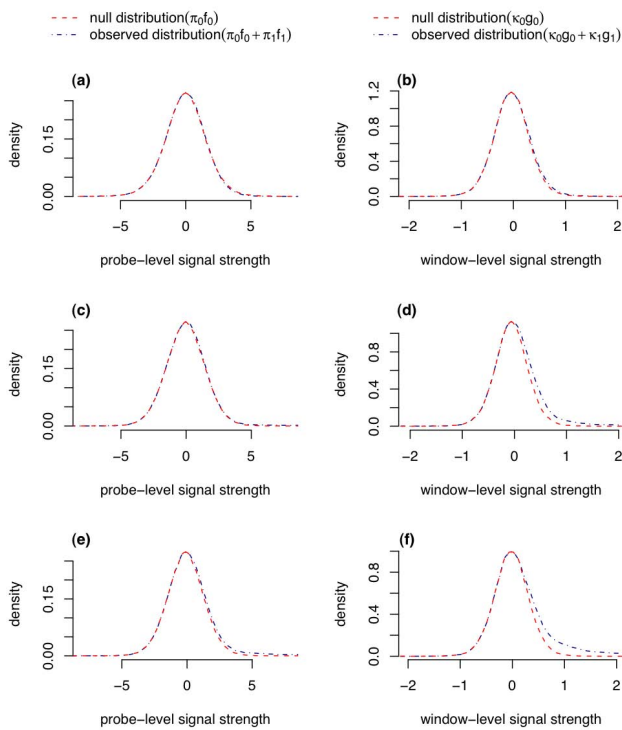 null distribution(π₀f₀)
observed distribution(π₀f₀+π₁f₁)
null distribution(κ₀g₀)
observed distribution(κ₀g₀+κ₁g₁)
(a)
density
0.00 0.15
−5 0 5
probe−level signal strength
(b)
density
0.0 0.4 0.8 1.2
−2 −1 0 1 2
window−level signal strength
(c)
density
0.00 0.15
−5 0 5
probe−level signal strength
(d)
density
0.0 0.4 0.8
−2 −1 0 1 2
window−level signal strength
(e)
density
0.00 0.15
−5 0 5
probe−level signal strength
(f)
density
0.0 0.4 0.8
−2 −1 0 1 2
window−level signal strength